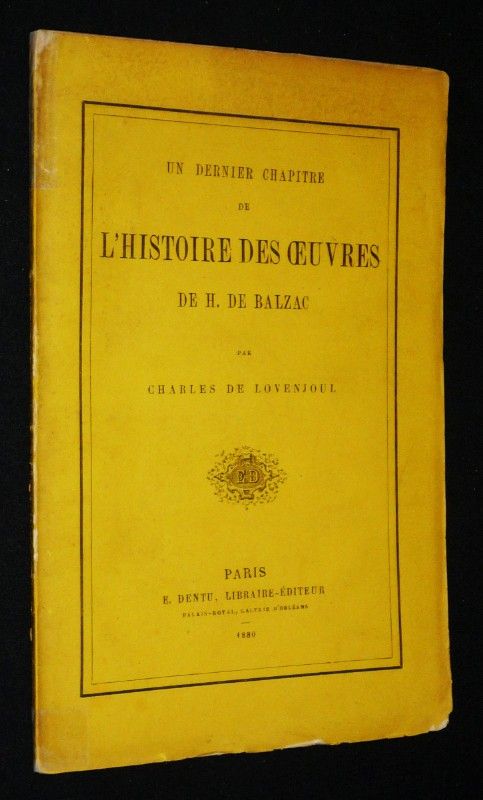 UN DERNIER CHAPITRE
DE
L'HISTOIRE DES ŒUVRES
DE H. DE BALZAC
PAR
CHARLES DE LOVENJOUL
ED
PARIS
E. DENTU, LIBRAIRE-ÉDITEUR
PALAIS-ROYAL, GALERIE D'ORLÉANS
1880